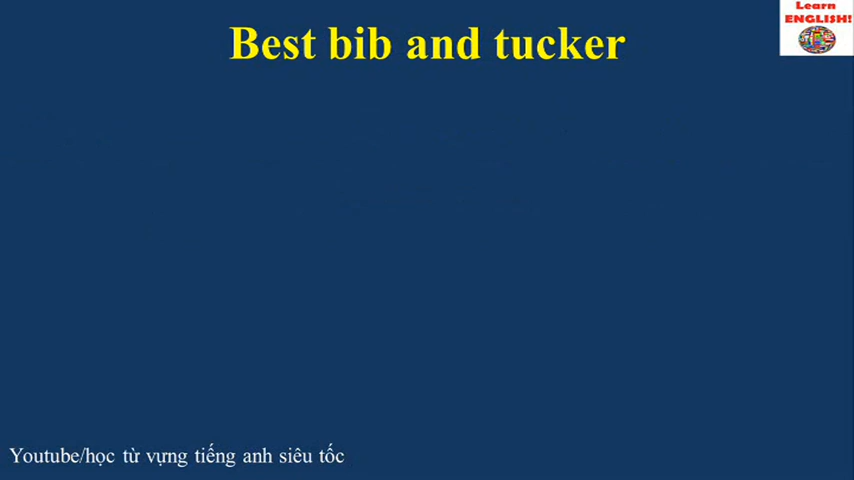 Learn
ENGLISH!
Best bib and tucker
Youtube/học từ vựng tiếng anh siêu tốc